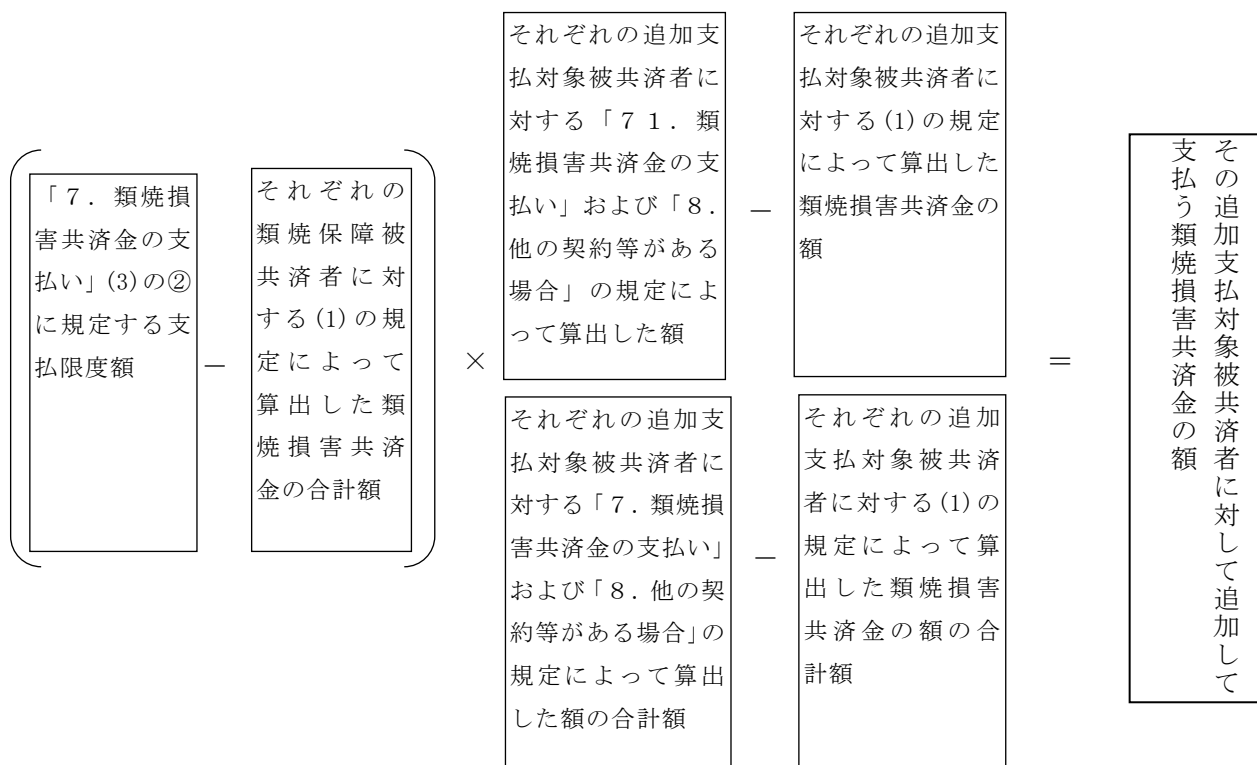 「７．類焼損
害共済金の支
払い」(3)の②
に規定する支
払限度額
－
それぞれの
類焼保障被
共済者に対
する(1)の規
定によって
算出した類
焼損害共済
金の合計額
×
それぞれの追加支
払対象被共済者に
対する「７１．類
焼損害共済金の支
払い」および「８．
他の契約等がある
場合」の規定によ
って算出した額
－
それぞれの追加支
払対象被共済者に
対する(1)の規定
によって算出した
類焼損害共済金の
額
それぞれの追加支
払対象被共済者に
対する「７．類焼損
害共済金の支払い」
および「８．他の契
約等がある場合」の
規定によって算出
した額の合計額
－
それぞれの追加
支払対象被共済
者に対する(1)の
規定によって算
出した類焼損害
共済金の額の合
計額
＝
その追加支払対象被共済者に対して追加して
支払う類焼損害共済金の額